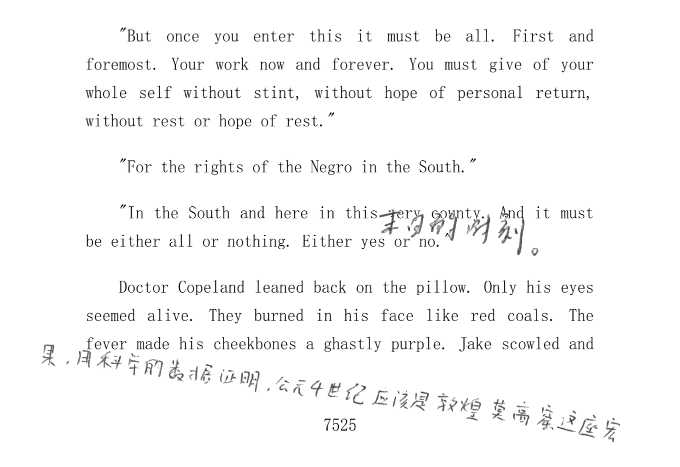 "But once you enter this it must be all. First and
foremost. Your work now and forever. You must give of your
whole self without stint, without hope of personal return,
without rest or hope of rest."
"For the rights of the Negro in the South."
"In the South and here in this very county. And it must
末日的时刻。
be either all or nothing. Either yes or no."
Doctor Copeland leaned back on the pillow. Only his eyes
seemed alive. They burned in his face like red coals. The
fever made his cheekbones a ghastly purple. Jake scowled and
果,用科学的数据证明,公元4世纪应该是敦煌莫高窟这座宏
7525